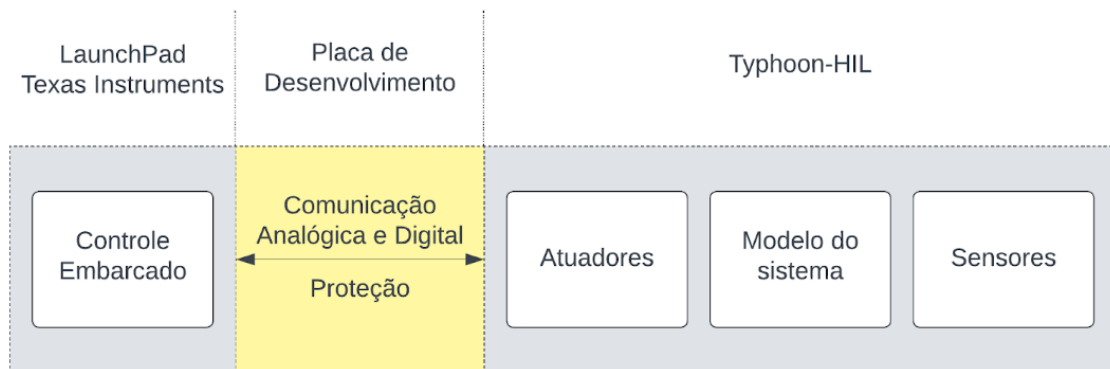 LaunchPad
Texas Instruments
Placa de
Desenvolvimento
Typhoon-HIL
Controle
Embarcado
Comunicação
Analógica e Digital
Proteção
Atuadores
Modelo do
sistema
Sensores